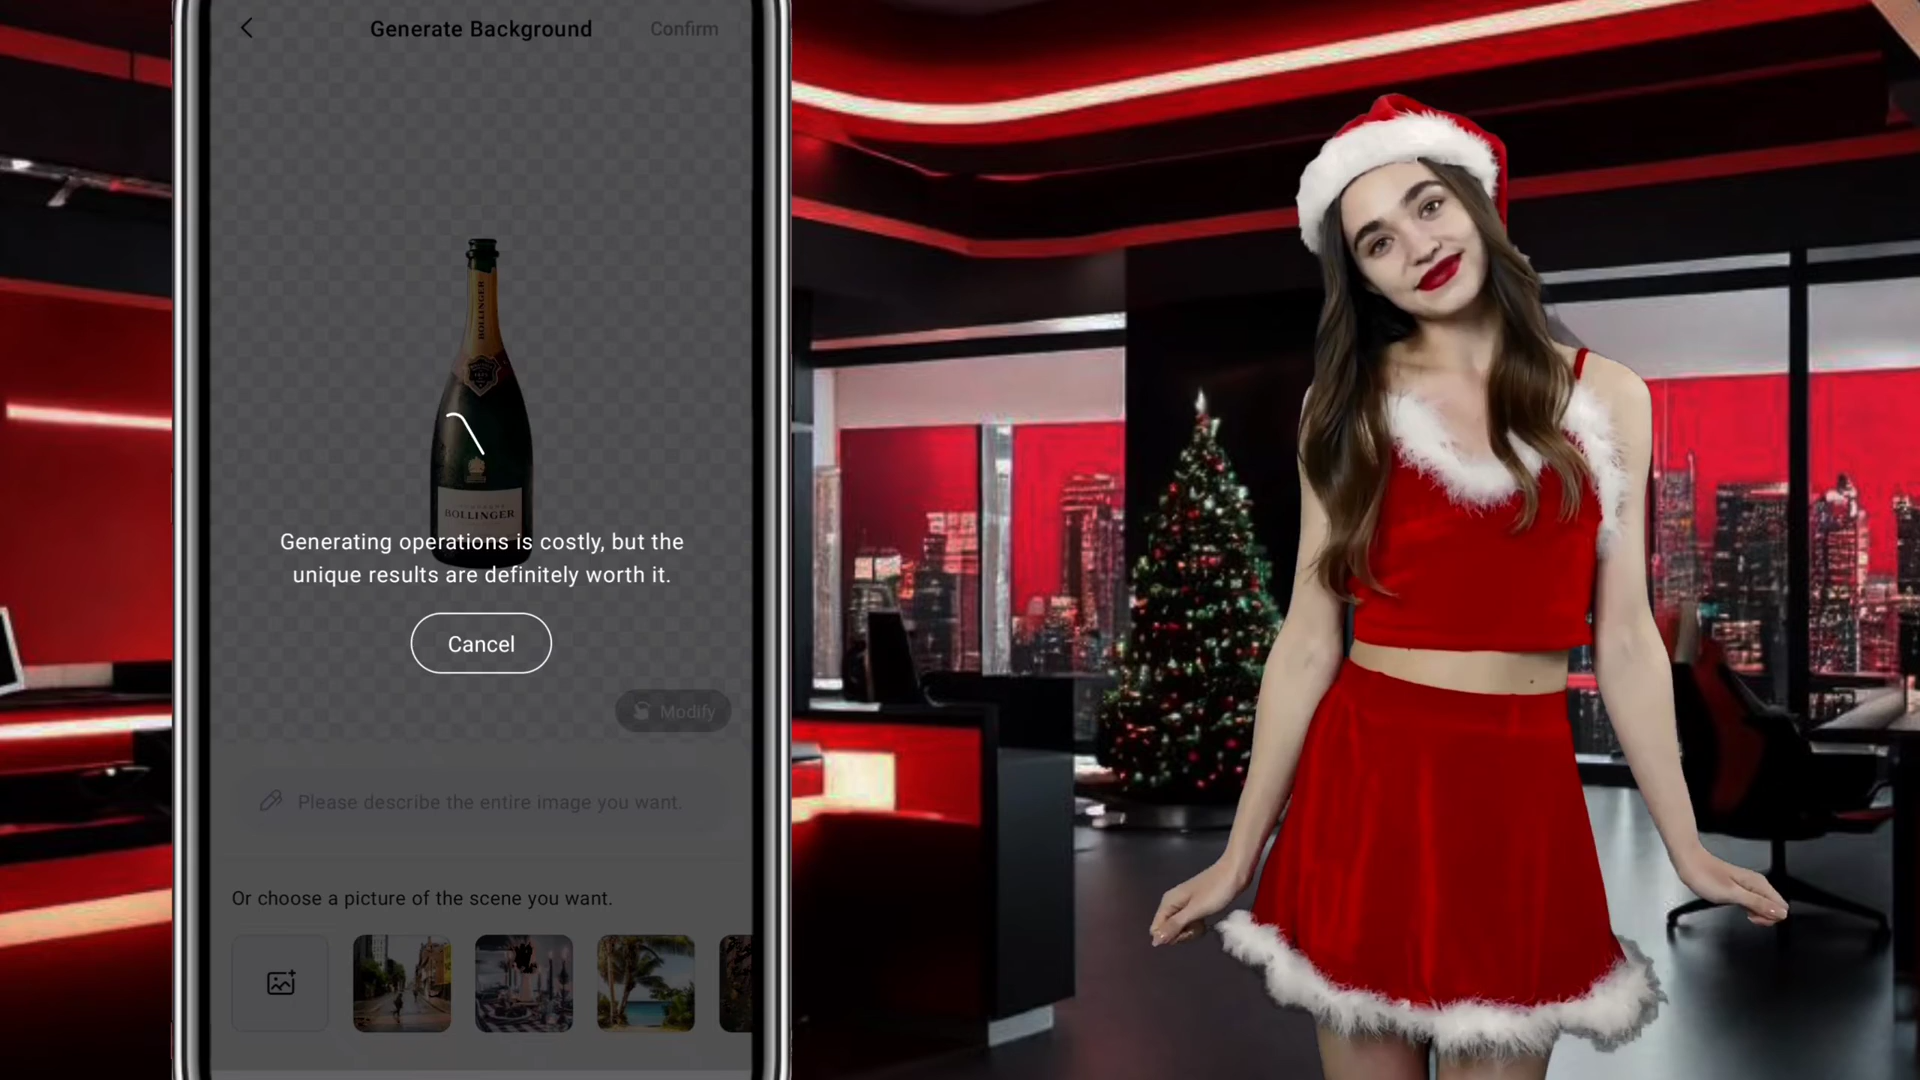 Generate Background
Confirm
BOLLINGER
BOLLINGER
Generating operations is costly, but the
unique results are definitely worth it.
Cancel
Modify
Please describe the entire image you want.
Or choose a picture of the scene you want.